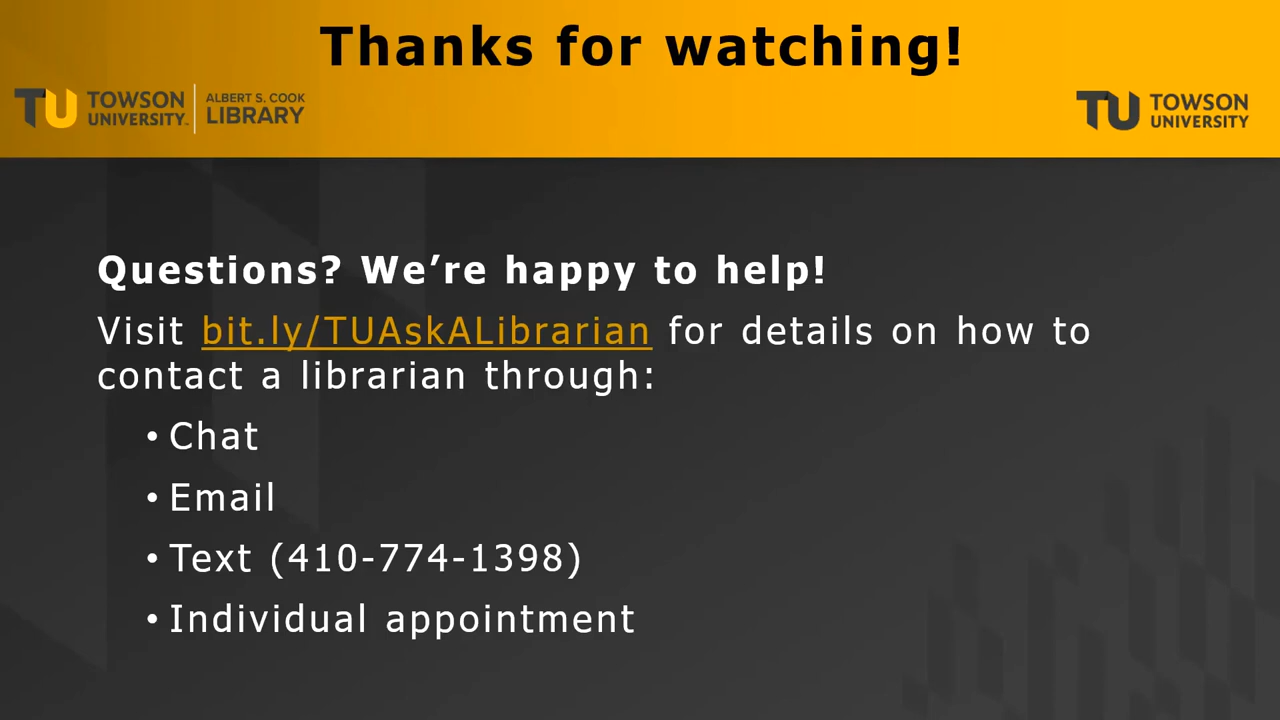 Thanks for watching!
TU TOWSON UNIVERSITY™ | ALBERT S. COOK LIBRARY
TU TOWSON UNIVERSITY
Questions? We’re happy to help!
Visit bit.ly/TUAskALibrarian for details on how to
contact a librarian through:
• Chat
• Email
• Text (410-774-1398)
• Individual appointment